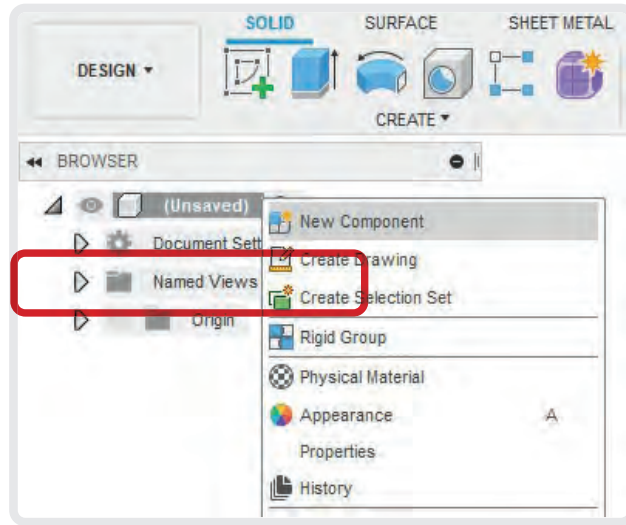 SOLID SURFACE SHEET METAL
DESIGN
CREATE
BROWSER
(Unsaved)
New Component
Document Sett
Create Drawing
Named Views
Create Selection Set
Origin
Rigid Group
Physical Material
Appearance A
Properties
History